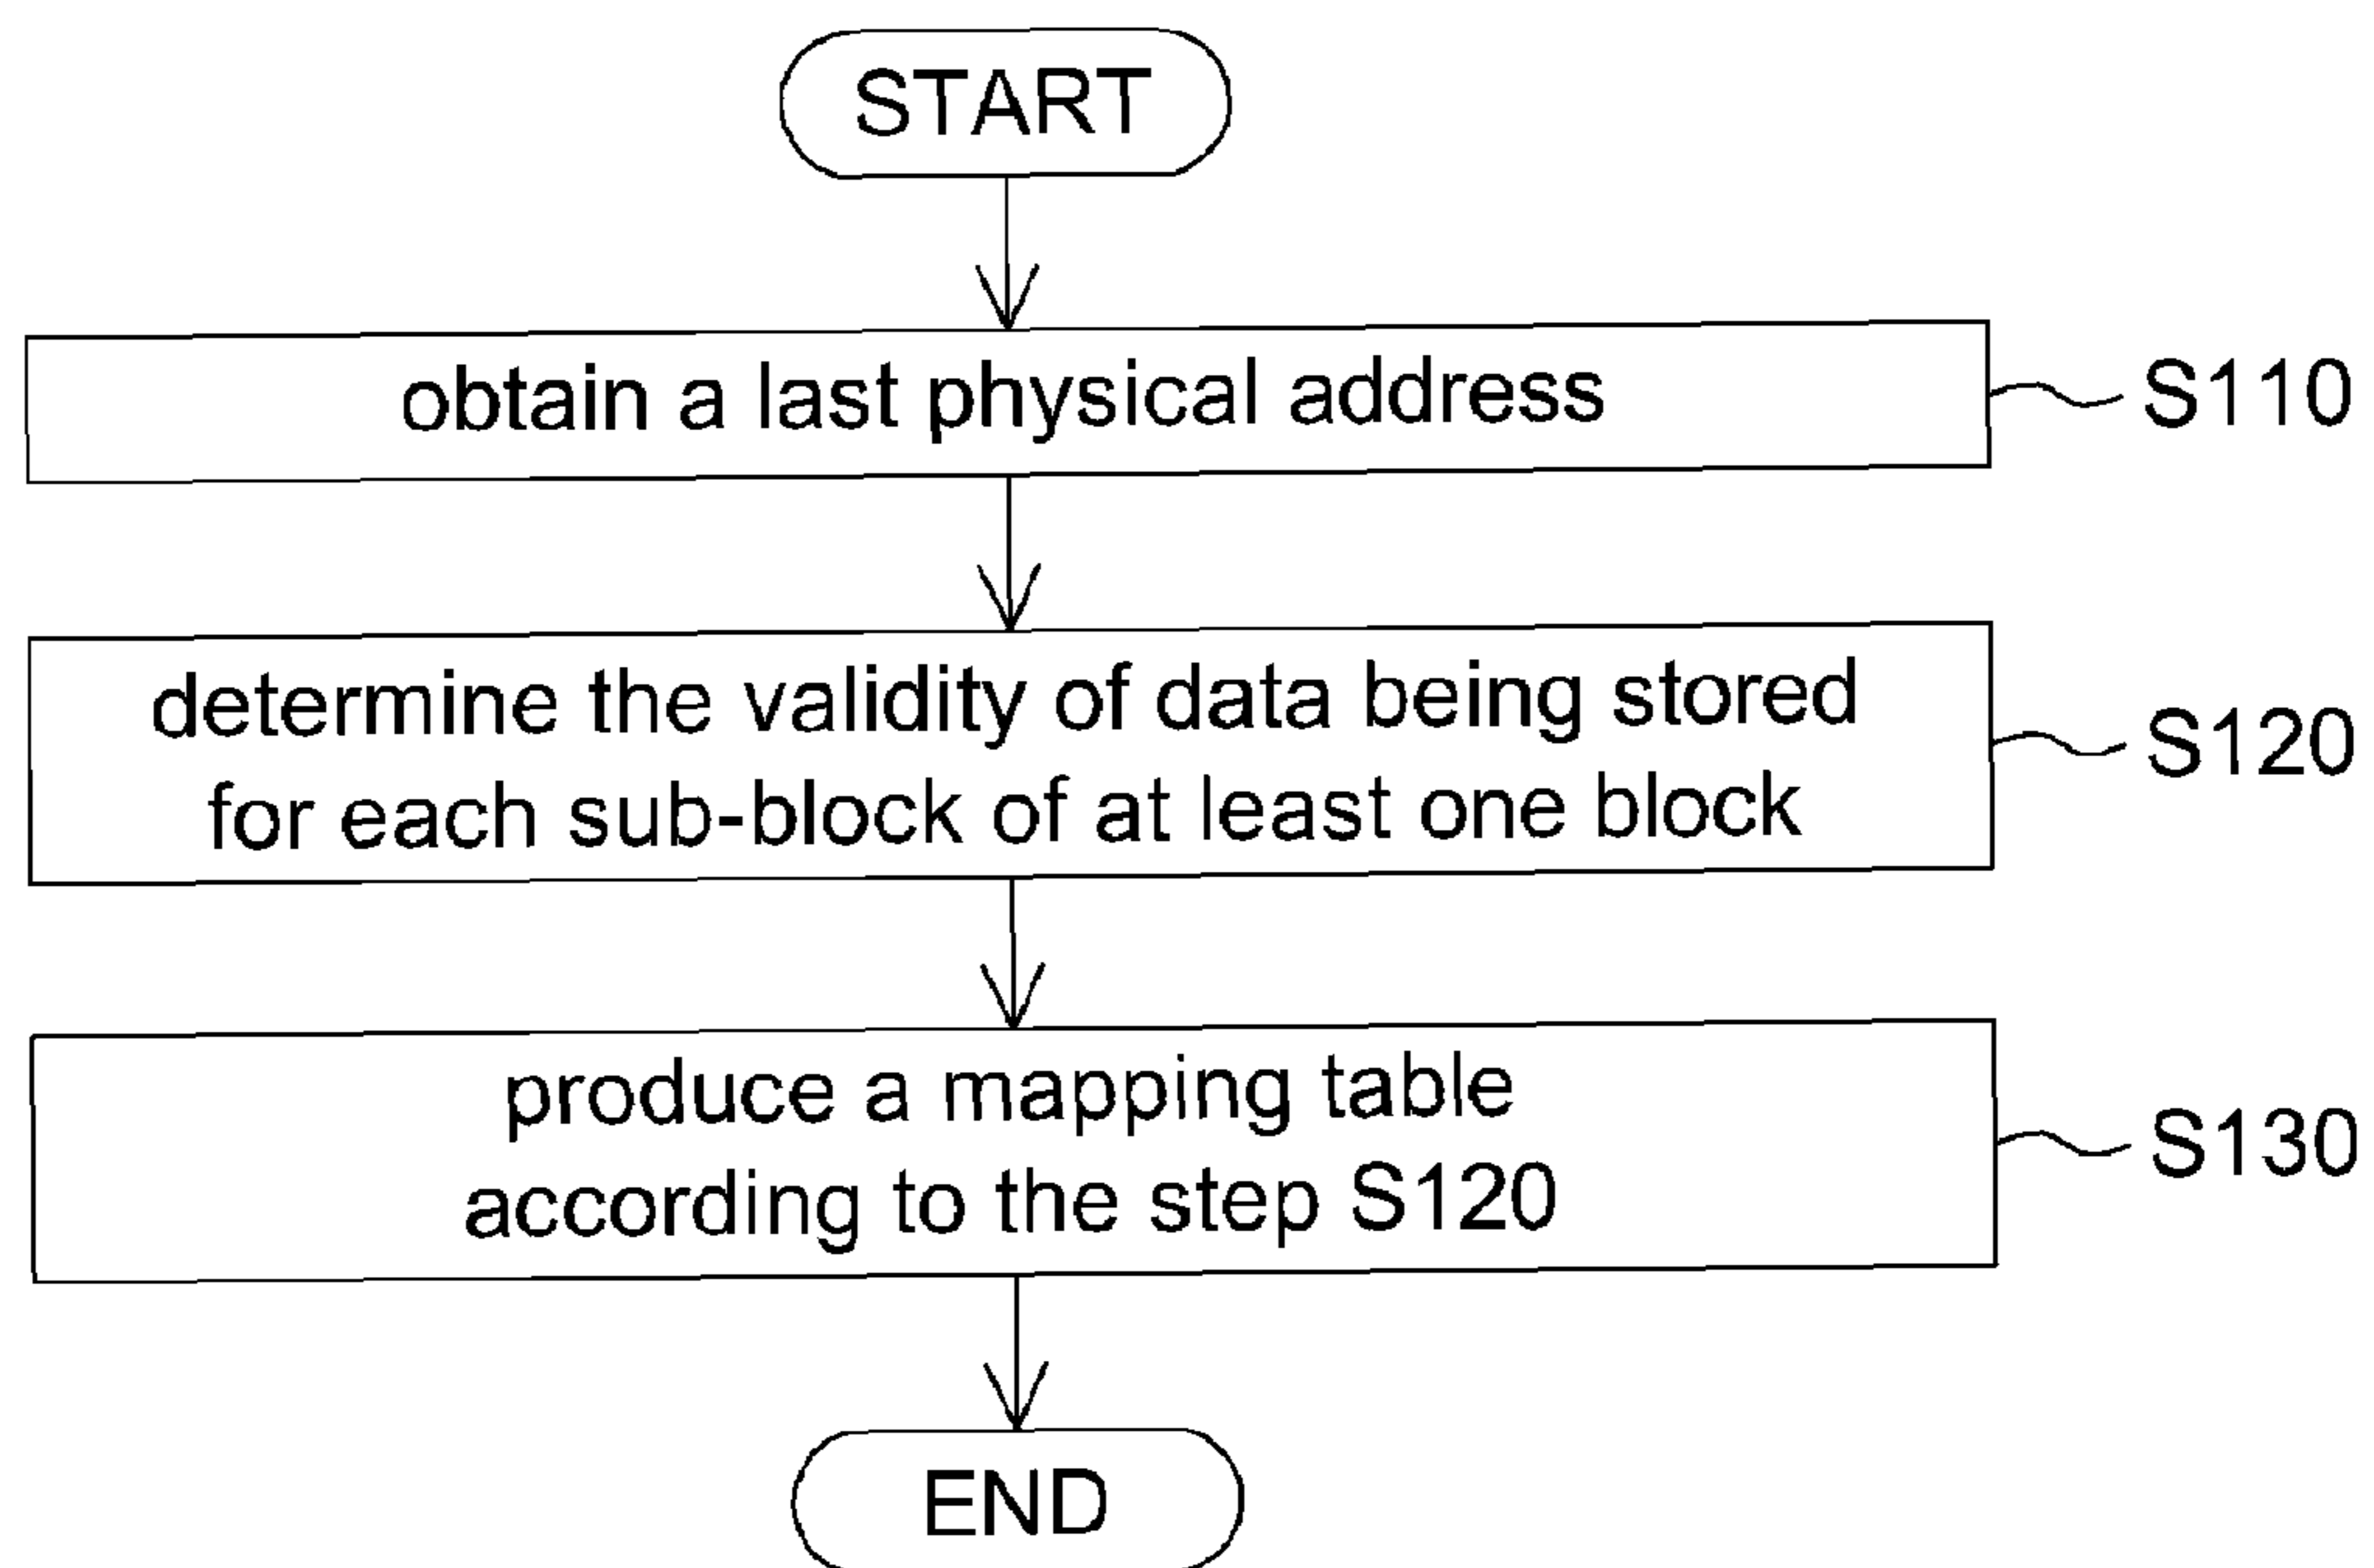 START
obtain a last physical address
S110
determine the validity of data being stored
for each sub-block of at least one block
S120
produce a mapping table
according to the step S120
S130
END